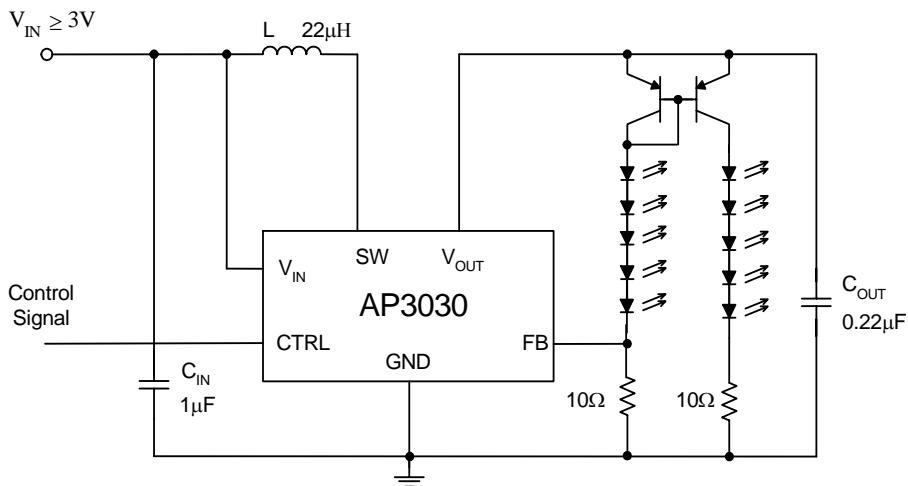 V_IN ≥ 3V
L 22μH
V_IN
SW
V_OUT
AP3030
Control
Signal
CTRL
GND
FB
C_IN
1μF
10Ω
10Ω
C_OUT
0.22μF